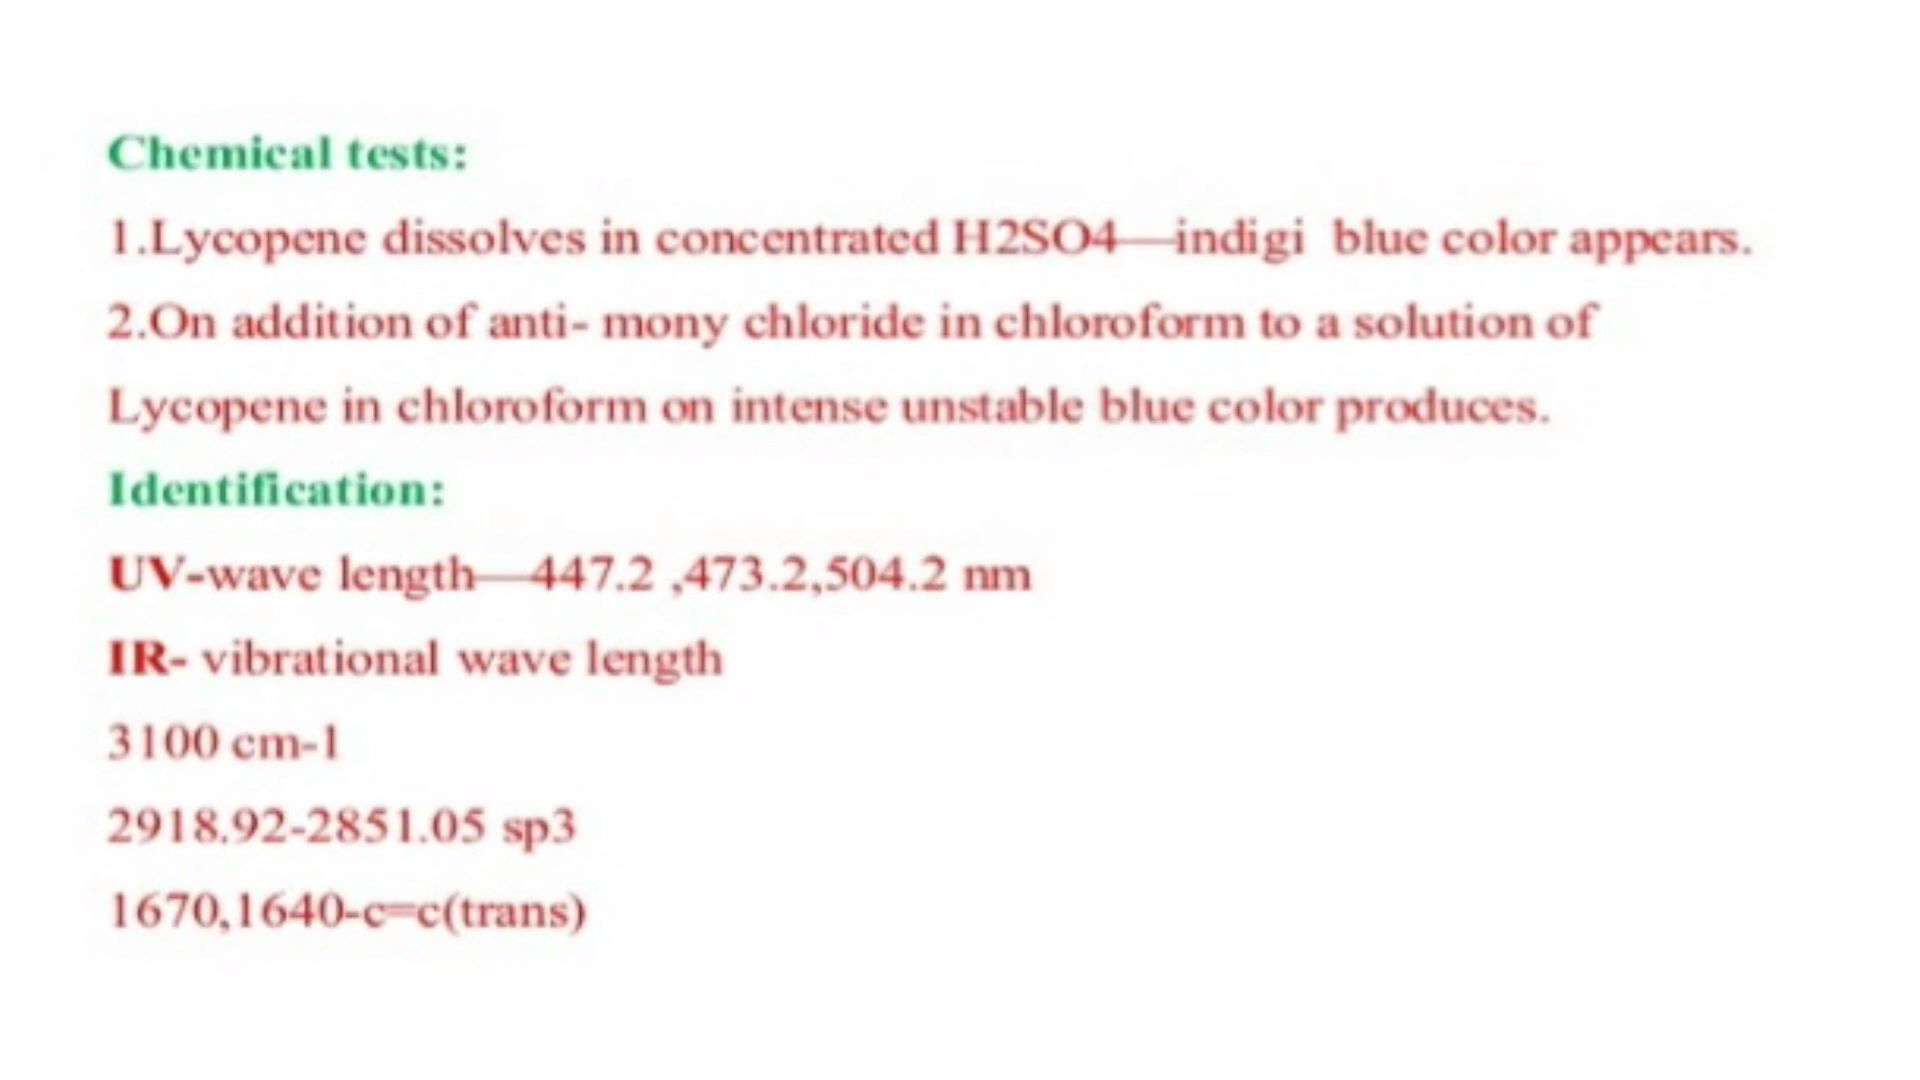 Chemical tests:
1.Lycopene dissolves in concentrated H2SO4—indigi blue color appears.
2.On addition of anti- mony chloride in chloroform to a solution of
Lycopene in chloroform on intense unstable blue color produces.
Identification:
UV-wave length—447.2 ,473.2,504.2 nm
IR- vibrational wave length
3100 cm-1
2918.92-2851.05 sp3
1670,1640-c=c(trans)